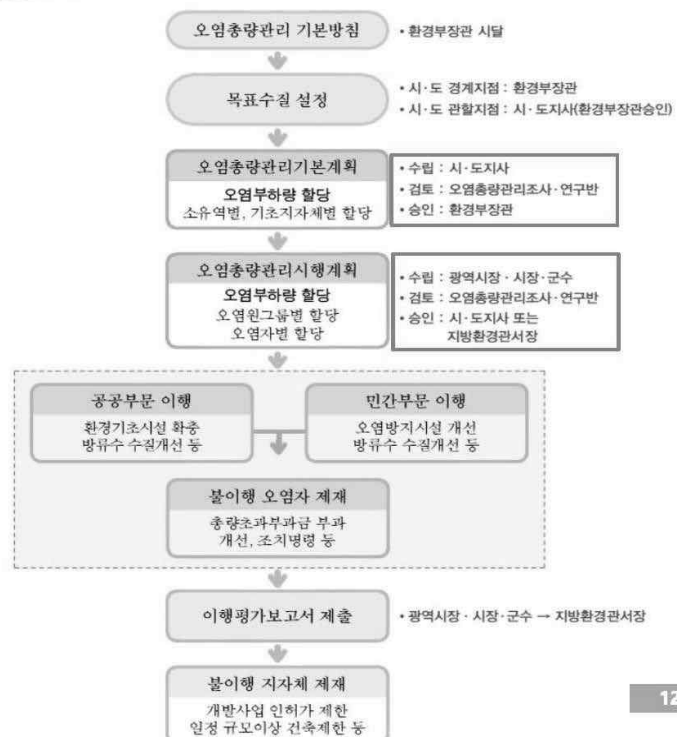 오염총량관리 기본방침
• 환경부장관 시달
목표수질 설정
• 시·도 경계지점 : 환경부장관
• 시·도 관할지점 : 시·도지사(환경부장관승인)
오염총량관리기본계획
오염부하량 할당
소유역별, 기초지자체별 할당
• 수립 : 시·도지사
• 검토 : 오염총량관리조사·연구반
• 승인 : 환경부장관
오염총량관리시행계획
오염부하량 할당
오염원그룹별 할당
오염자별 할당
• 수립 : 광역시장·시장·군수
• 검토 : 오염총량관리조사·연구반
• 승인 : 시·도지사 또는
지방환경관서장
공공부문 이행
환경기초시설 확충
방류수 수질개선 등
민간부문 이행
오염방지시설 개선
방류수 수질개선 등
불이행 오염자 제재
총량초과부과금 부과
개선, 조치명령 등
이행평가보고서 제출
• 광역시장·시장·군수 → 지방환경관서장
불이행 지자체 제재
개발사업 인허가 제한
일정 규모이상 건축제한 등
12